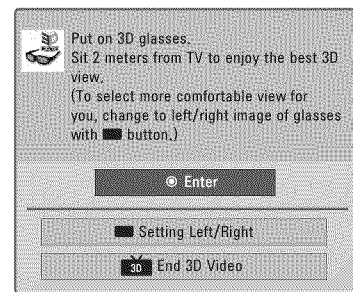 Put on 3D glasses.
Sit 2 meters from TV to enjoy the best 3D
view.
(To select more comfortable view for
you, change to left/right image of glasses
with button.)
Enter
Setting Left/Right
3D End 3D Video